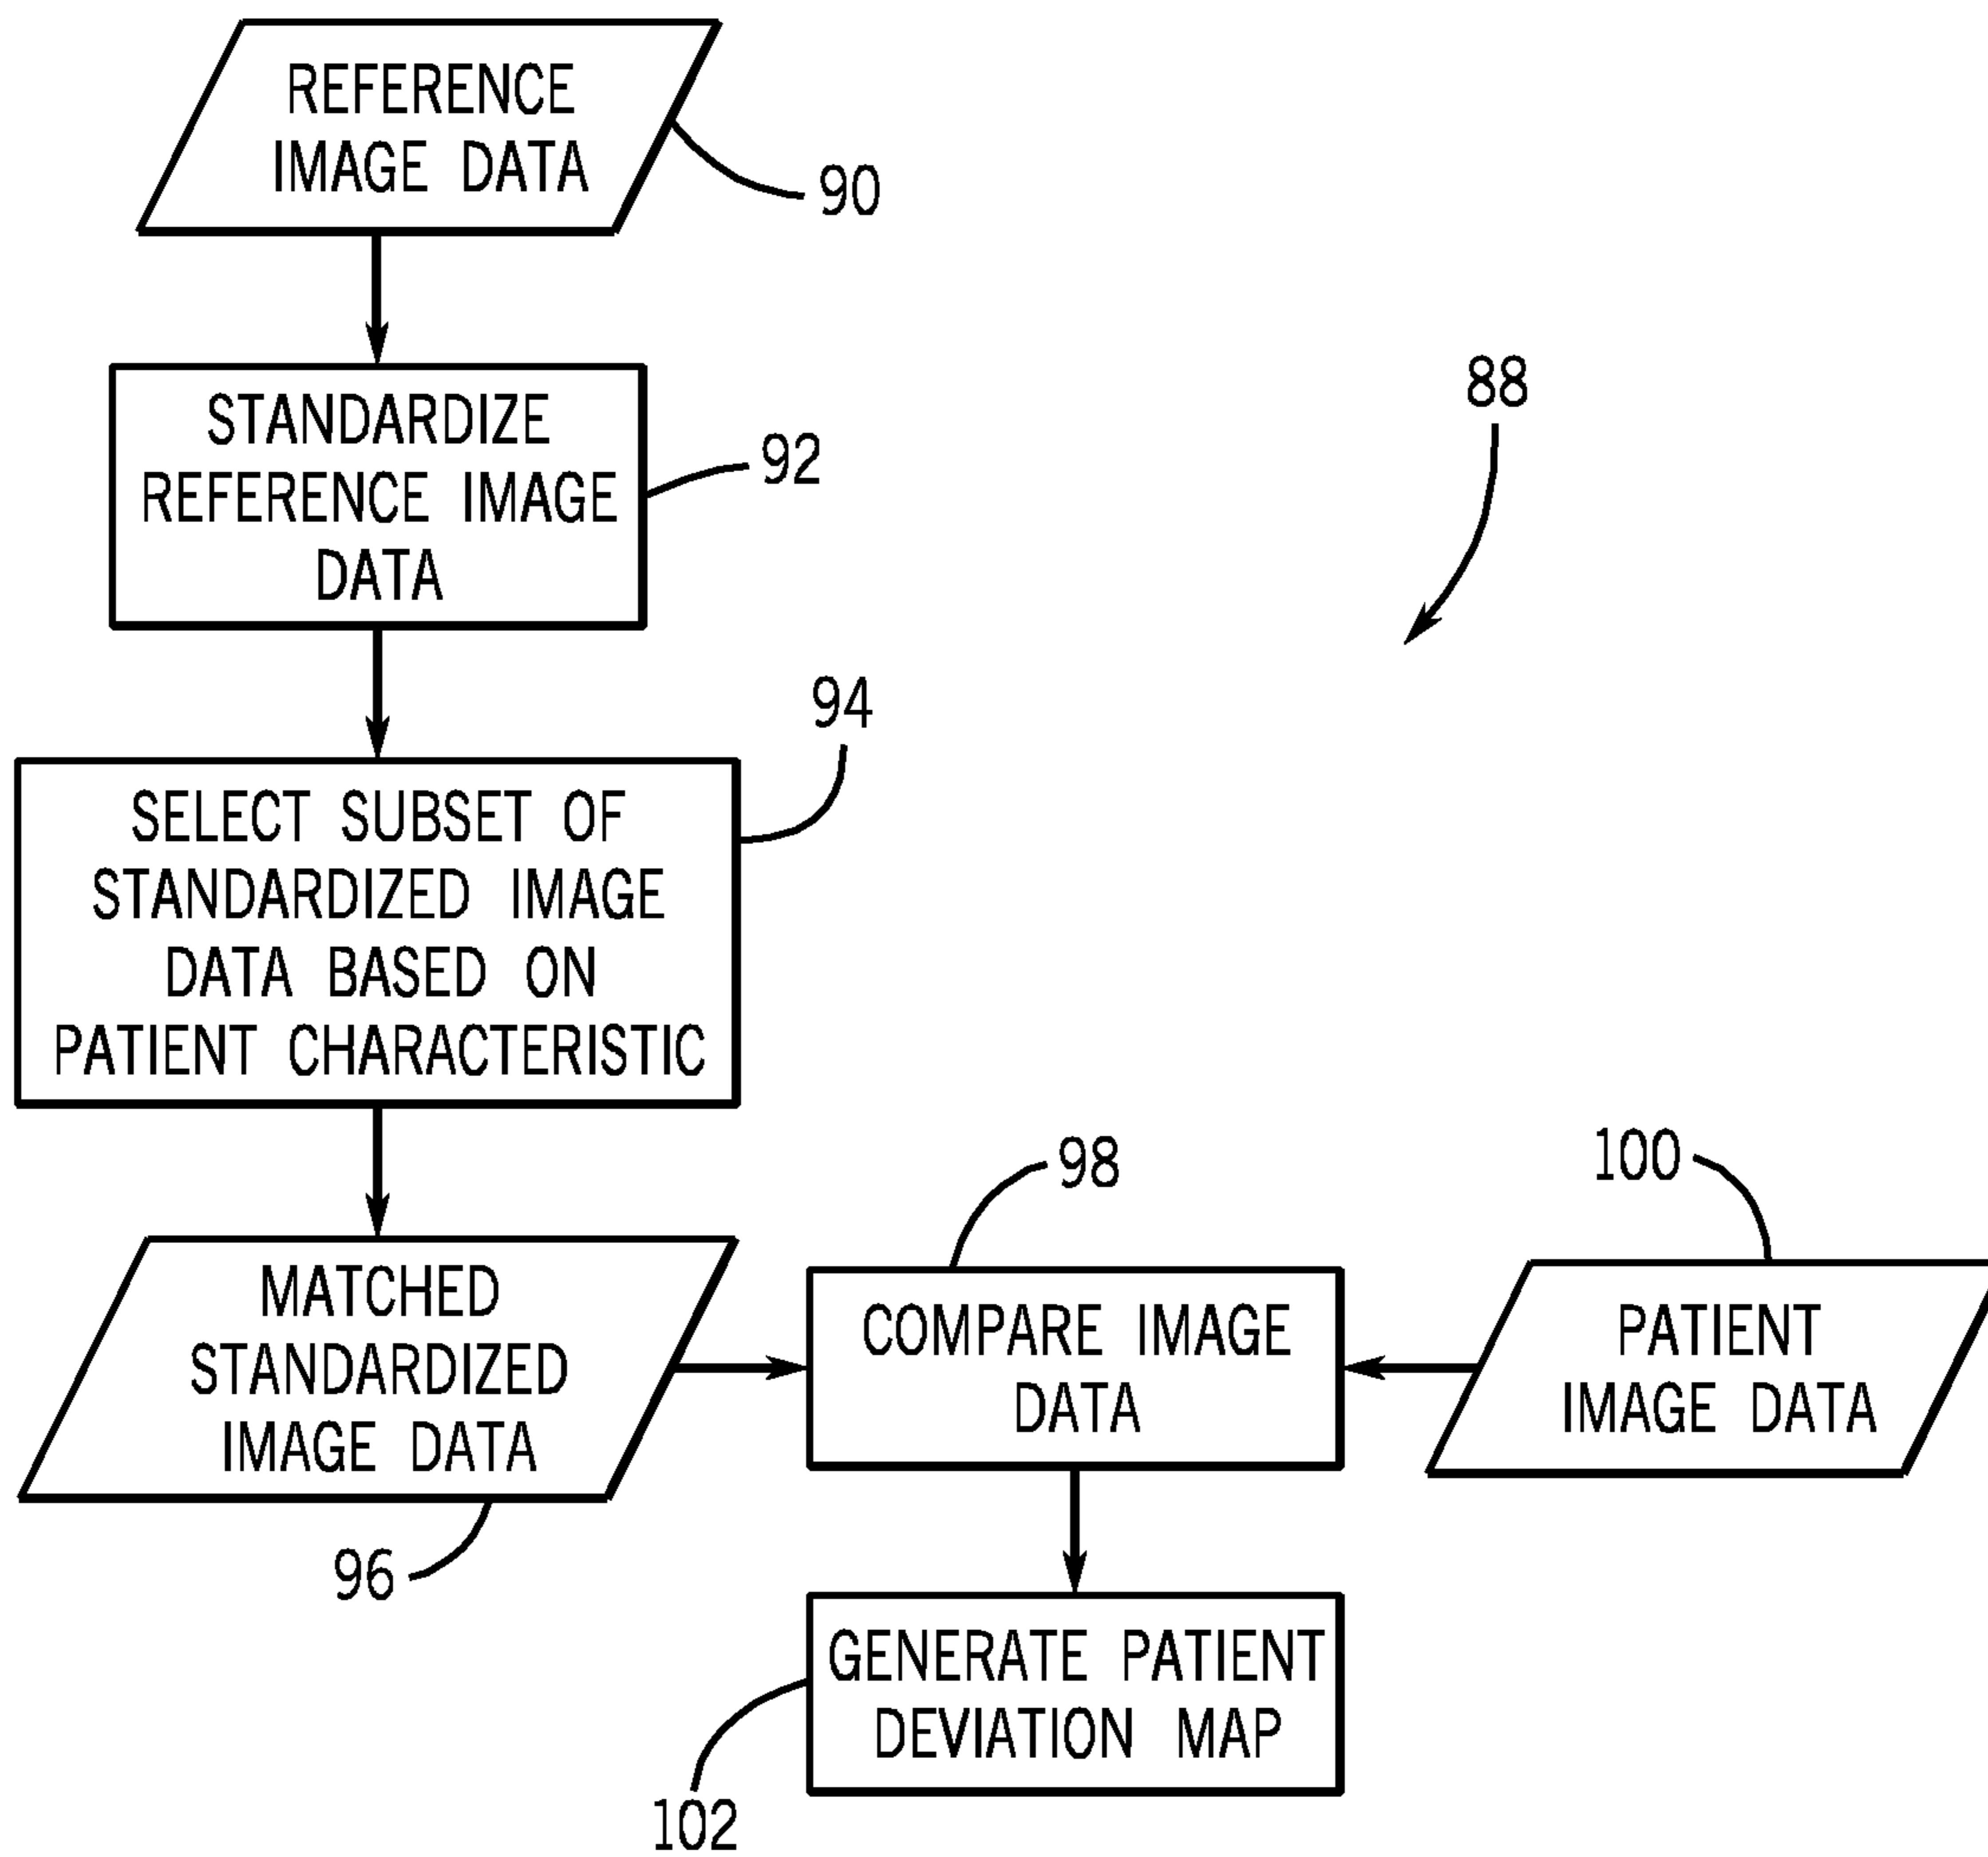 REFERENCE
IMAGE DATA
90
STANDARDIZE
REFERENCE IMAGE
DATA
92
88
94
SELECT SUBSET OF
STANDARDIZED IMAGE
DATA BASED ON
PATIENT CHARACTERISTIC
MATCHED
STANDARDIZED
IMAGE DATA
96
98
COMPARE IMAGE
DATA
100
PATIENT
IMAGE DATA
GENERATE PATIENT
DEVIATION MAP
102